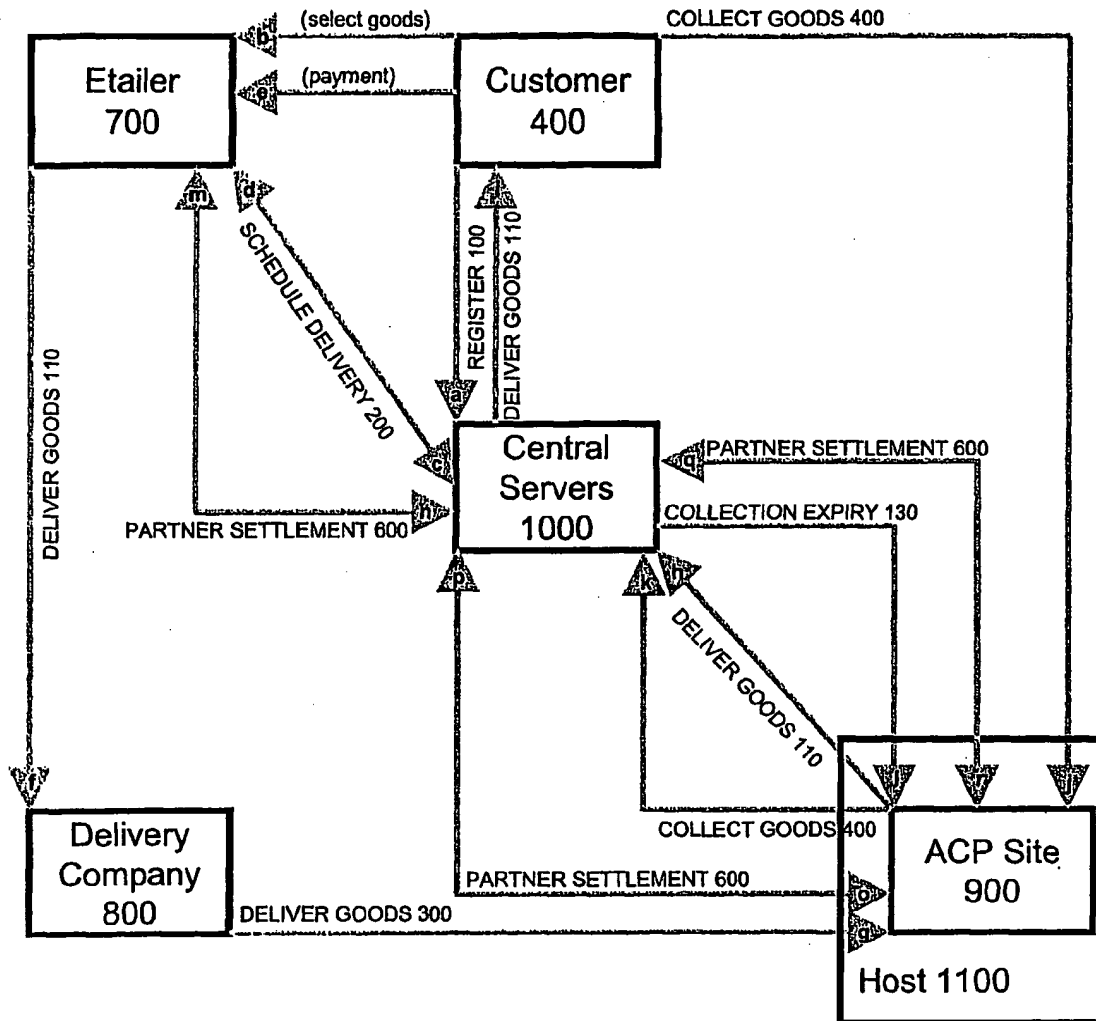 (select goods)
COLLECT GOODS 400
b
Etailer
700
(payment)
e
Customer
400
m
d
i
SCHEDULE DELIVERY 200
REGISTER 100
DELIVER GOODS 110
DELIVER GOODS 110
a
c
Central
Servers
1000
q
PARTNER SETTLEMENT 600
n
PARTNER SETTLEMENT 600
COLLECTION EXPIRY 130
p
k
h
DELIVER GOODS 110
f
l
r
j
Delivery
Company
800
COLLECT GOODS 400
ACP Site
900
PARTNER SETTLEMENT 600
o
DELIVER GOODS 300
g
Host 1100